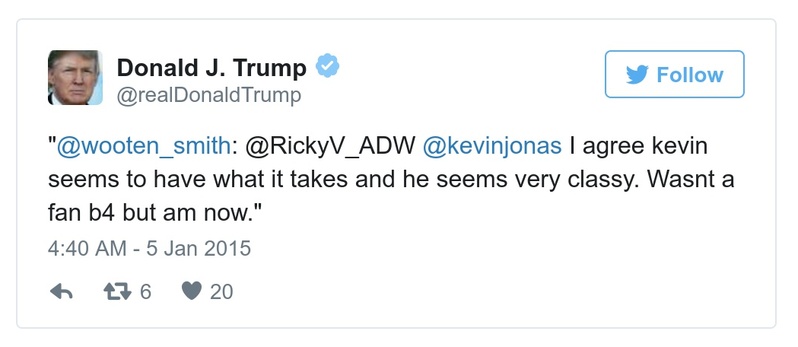 Donald J. Trump
@realDonaldTrump
Follow
"@wooten_smith: @RickyV_ADW @kevinjonas I agree kevin
seems to have what it takes and he seems very classy. Wasnt a
fan b4 but am now."
4:40 AM - 5 Jan 2015
6 20